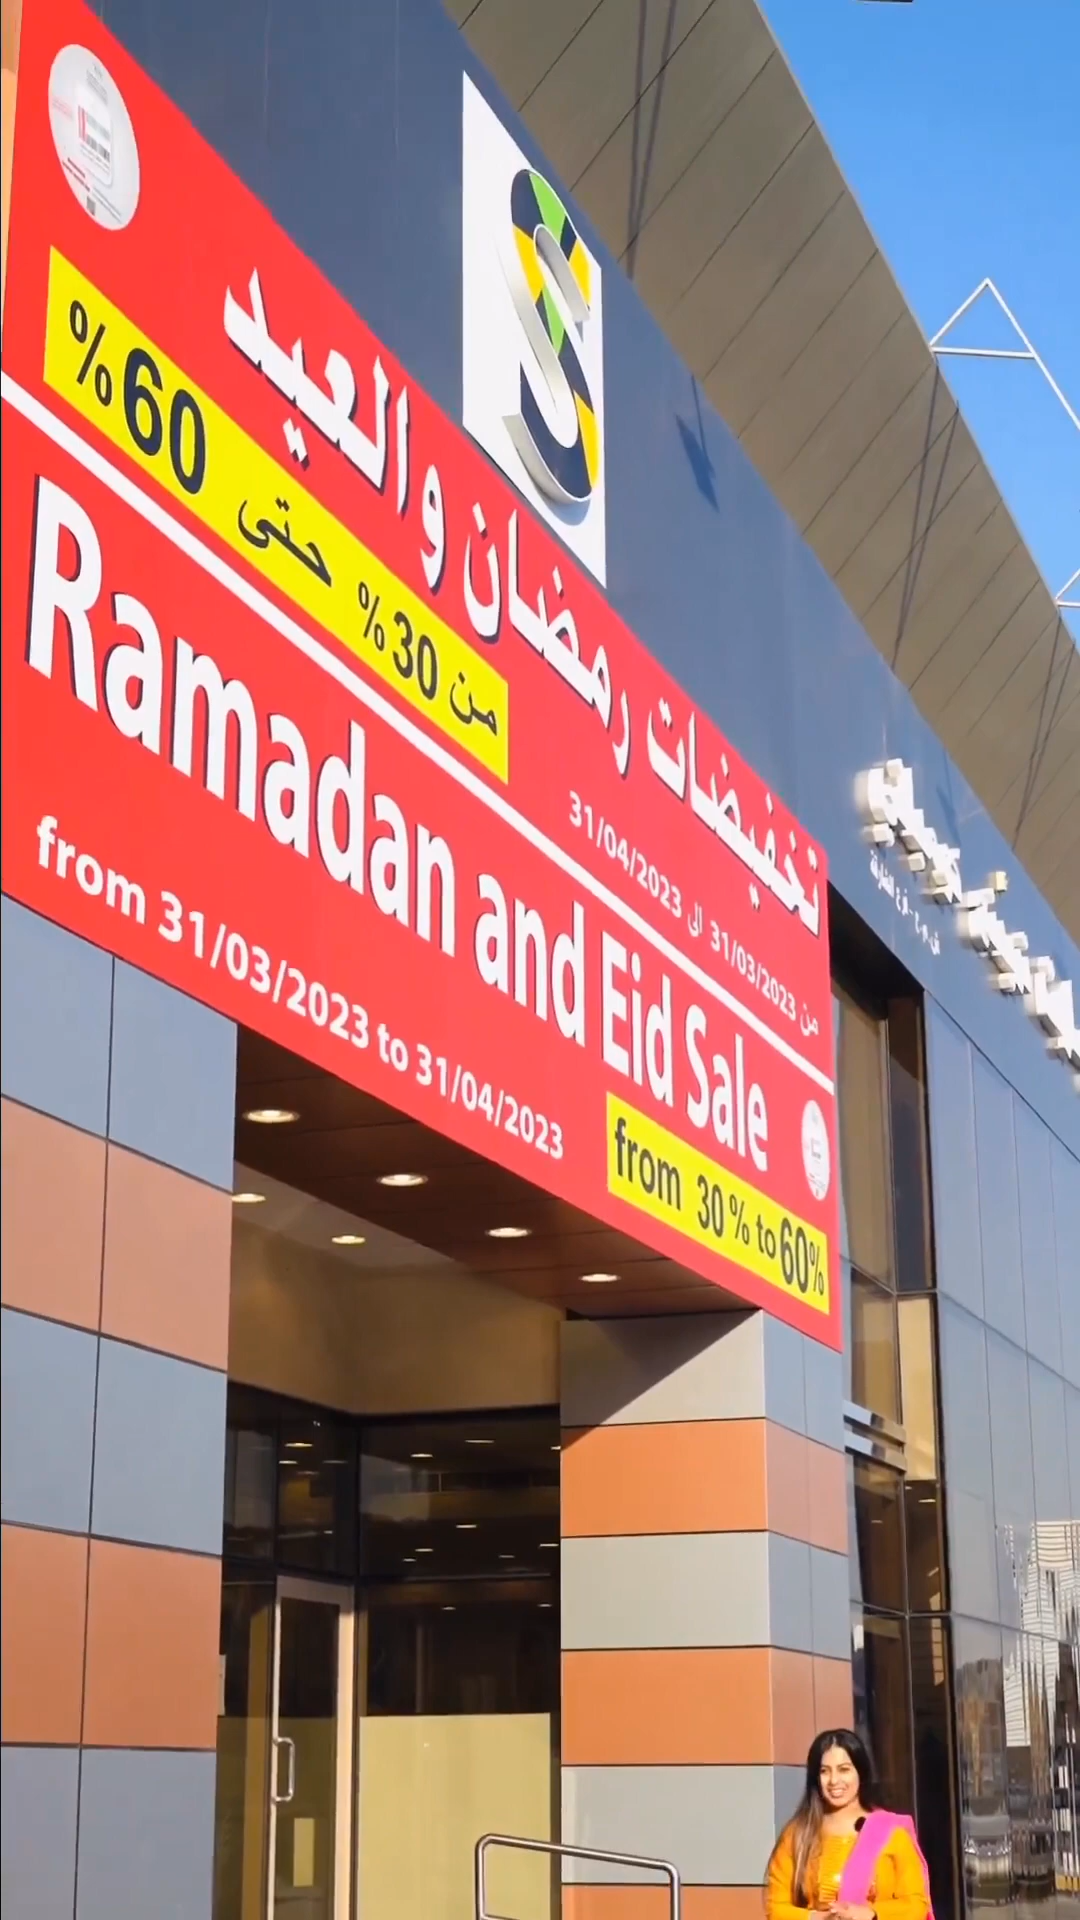 تخفيضات رمضان و العيد
من 30% حتى 60%
من 31/03/2023 الى 31/04/2023
Ramadan and Eid Sale
from 31/03/2023 to 31/04/2023
from 30% to 60%
S